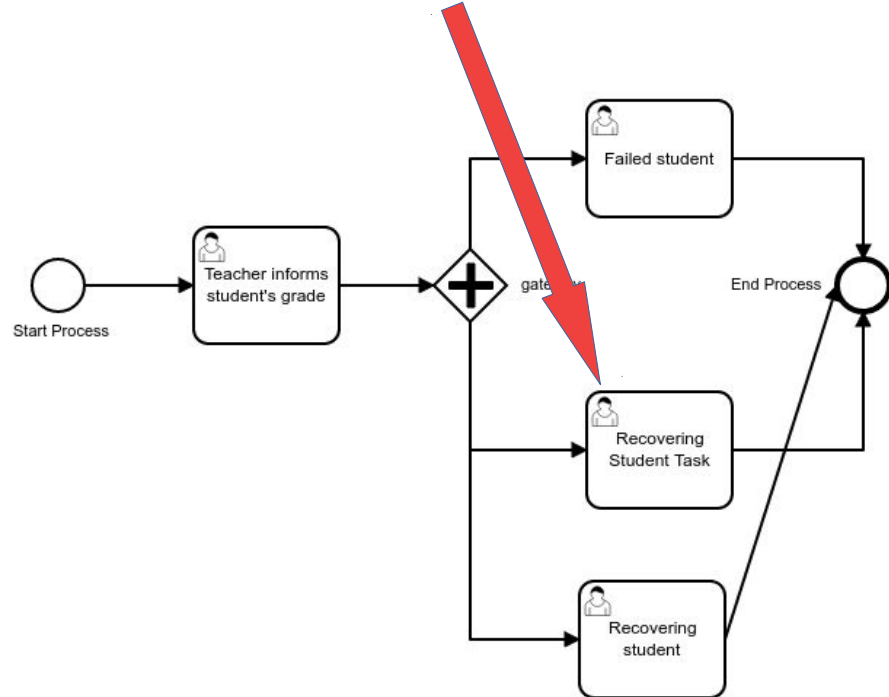 Failed student
Teacher informs
student's grade
End Process
Start Process
Recovering
Student Task
Recovering
student